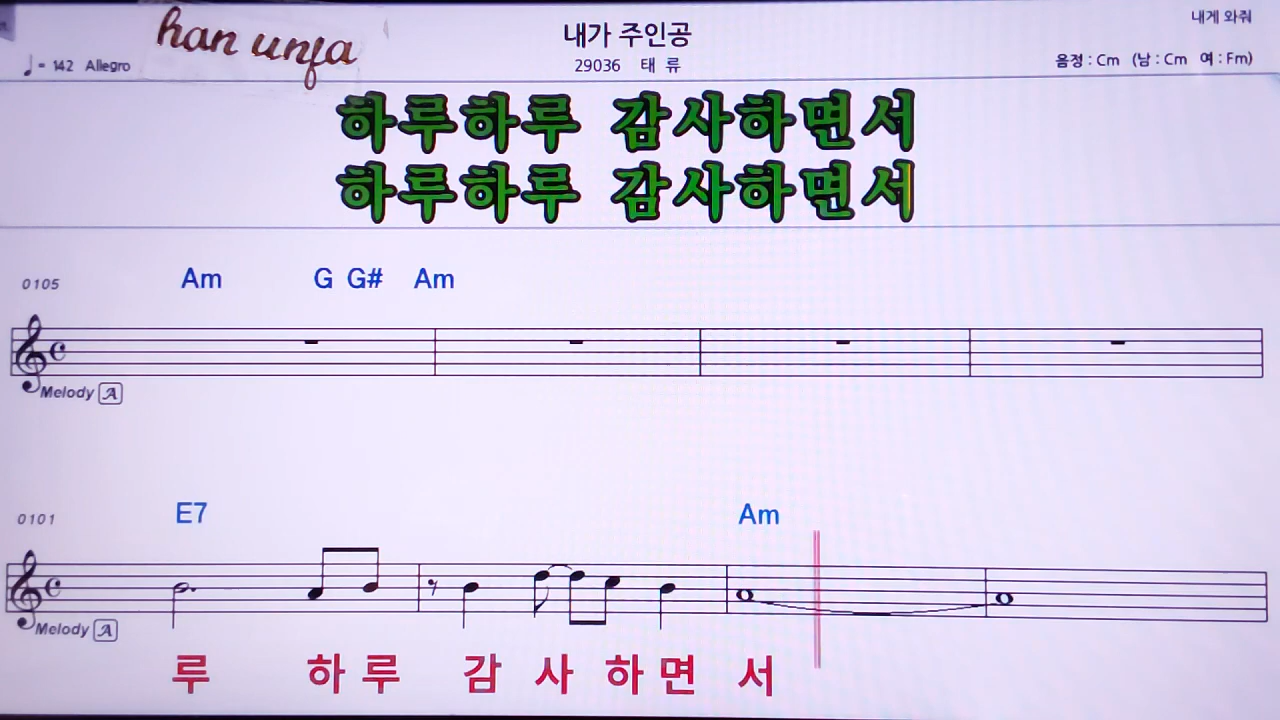 han unfa
내가 주인공
내게 와줘
♩= 142 Allegro
29036 태 류
음정 : Cm (남 : Cm 여 : Fm)
하루하루 감사하면서
하루하루 감사하면서
0105 Am G G# Am
Melody A
0101 E7 Am
Melody A
루 하 루 감 사 하 면 서